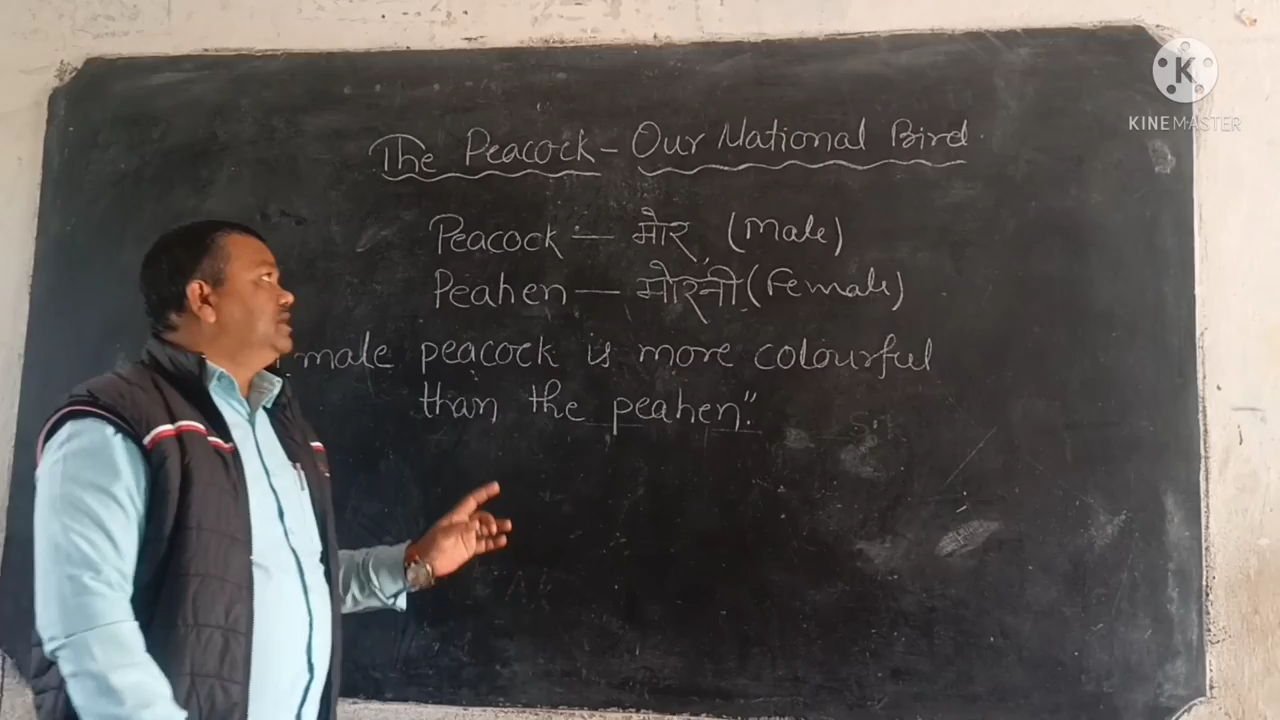 The Peacock - Our National Bird.
Peacock — मोर (Male)
Peahen — मोरनी (Female)
male peacock is more colourful
than the peahen"
KINEMASTER